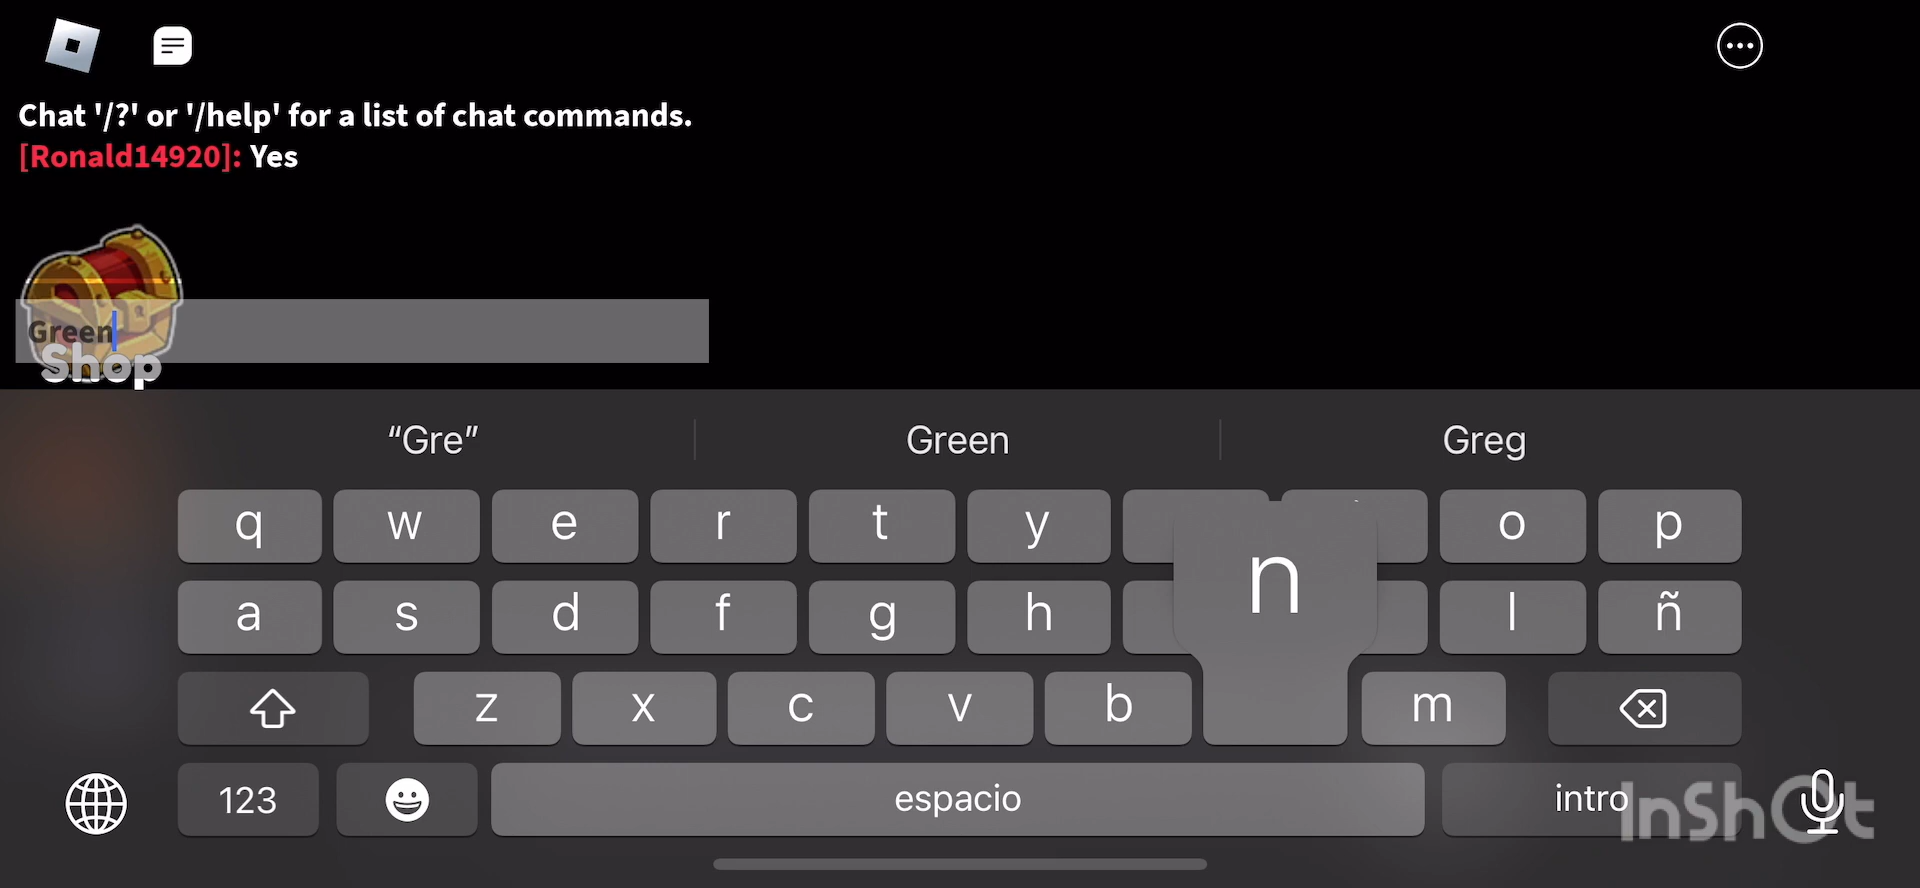 Chat '/?' or '/help' for a list of chat commands.
[Ronald14920]: Yes
Green
Shop
“Gre” Green Greg
q w e r t y o p
a s d f g h l ñ
n
z x c v b m
123 espacio intro
InShOt